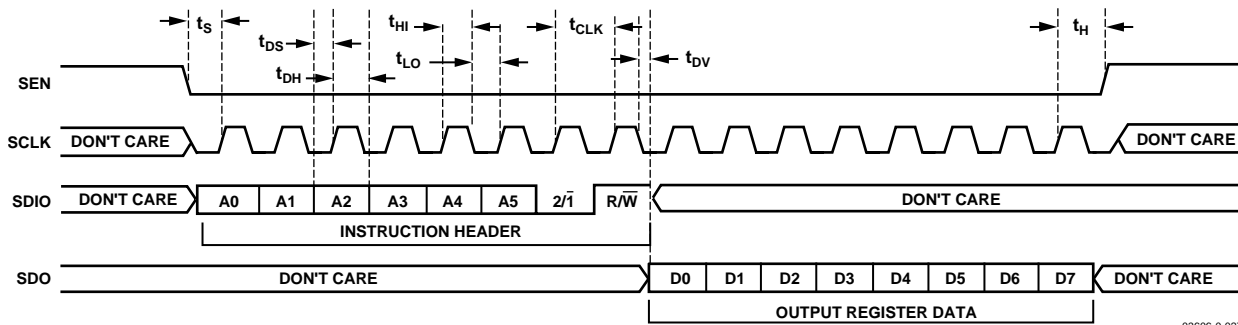 tS
tDS
tDH
tHI
tLO
tCLK
tDV
tH
SEN
SCLK DON'T CARE DON'T CARE
SDIO DON'T CARE A0 A1 A2 A3 A4 A5 2/1̅ R/W̅ DON'T CARE
INSTRUCTION HEADER
SDO DON'T CARE D0 D1 D2 D3 D4 D5 D6 D7 DON'T CARE
OUTPUT REGISTER DATA